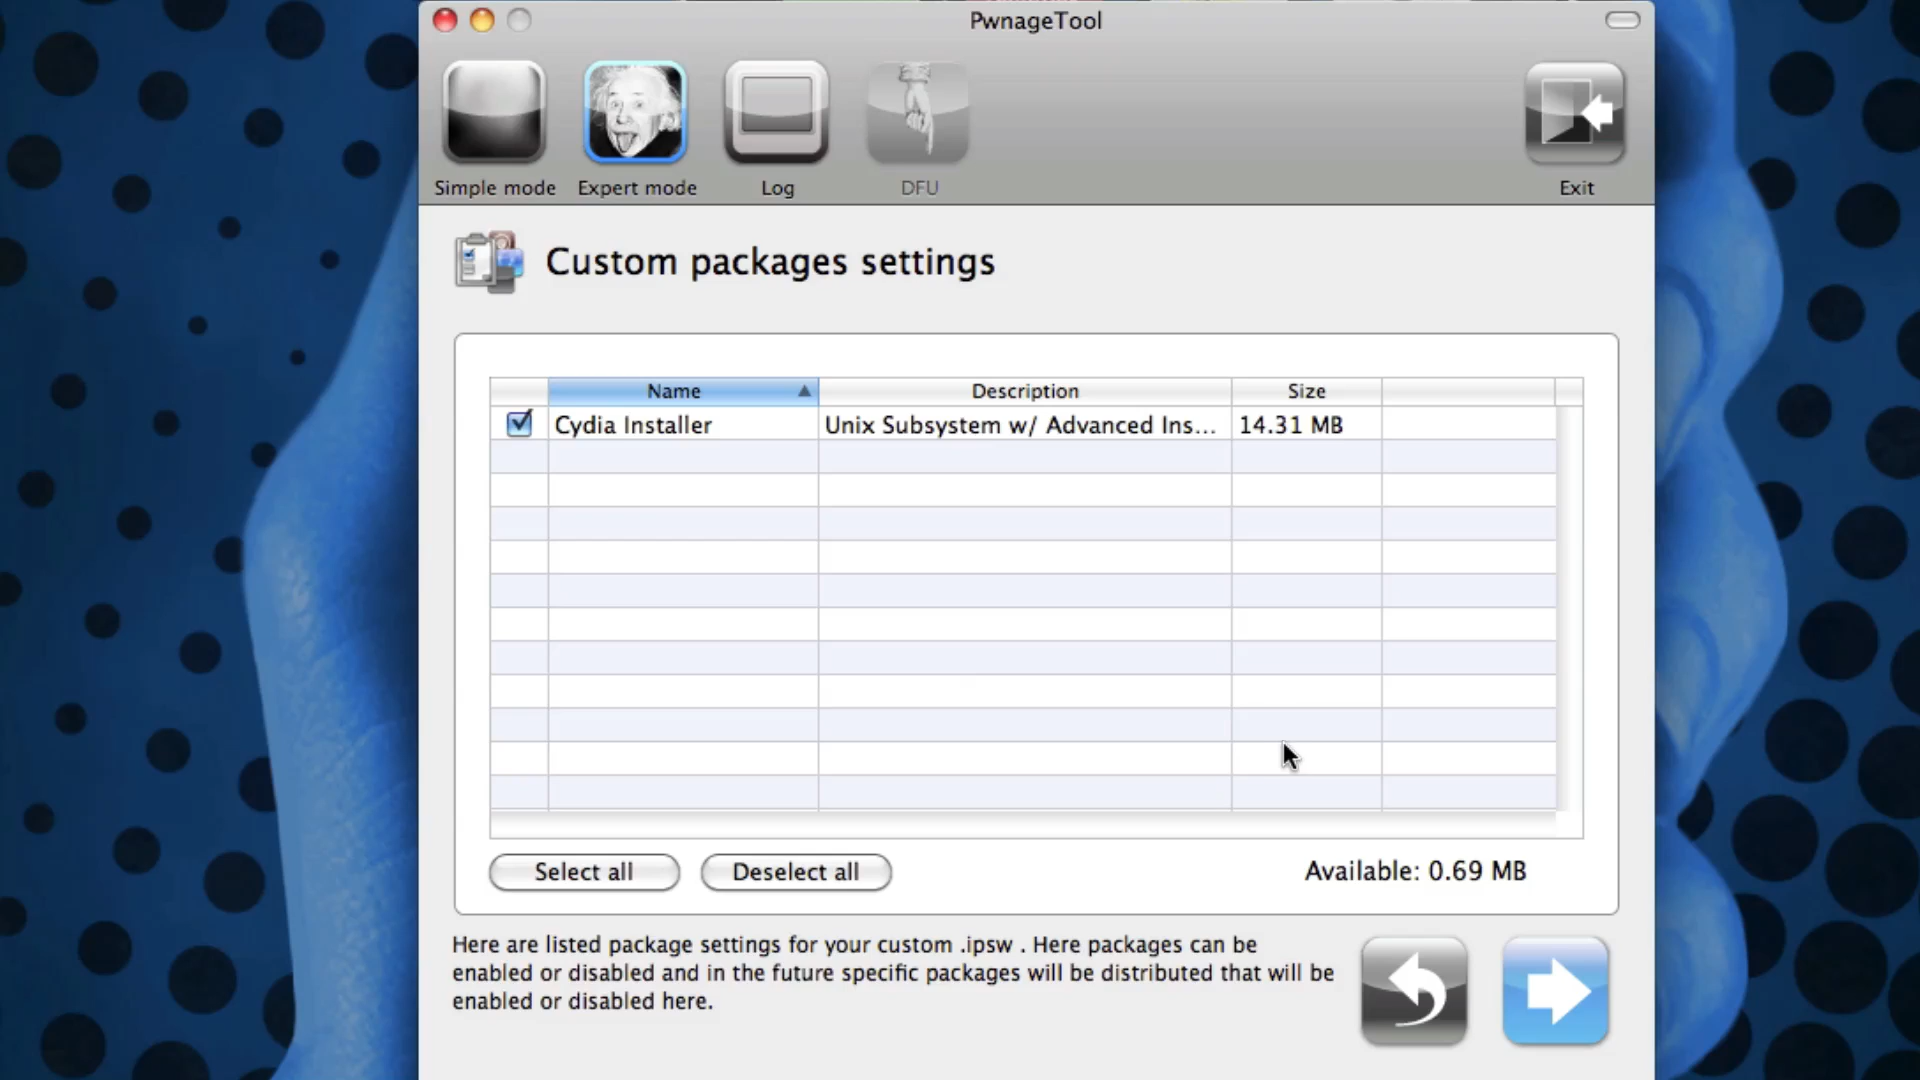 PwnageTool
Simple mode
Expert mode
Log
DFU
Exit
Custom packages settings
Name
Description
Size
Cydia Installer
Unix Subsystem w/ Advanced Ins...
14.31 MB
Select all
Deselect all
Available: 0.69 MB
Here are listed package settings for your custom .ipsw . Here packages can be
enabled or disabled and in the future specific packages will be distributed that will be
enabled or disabled here.